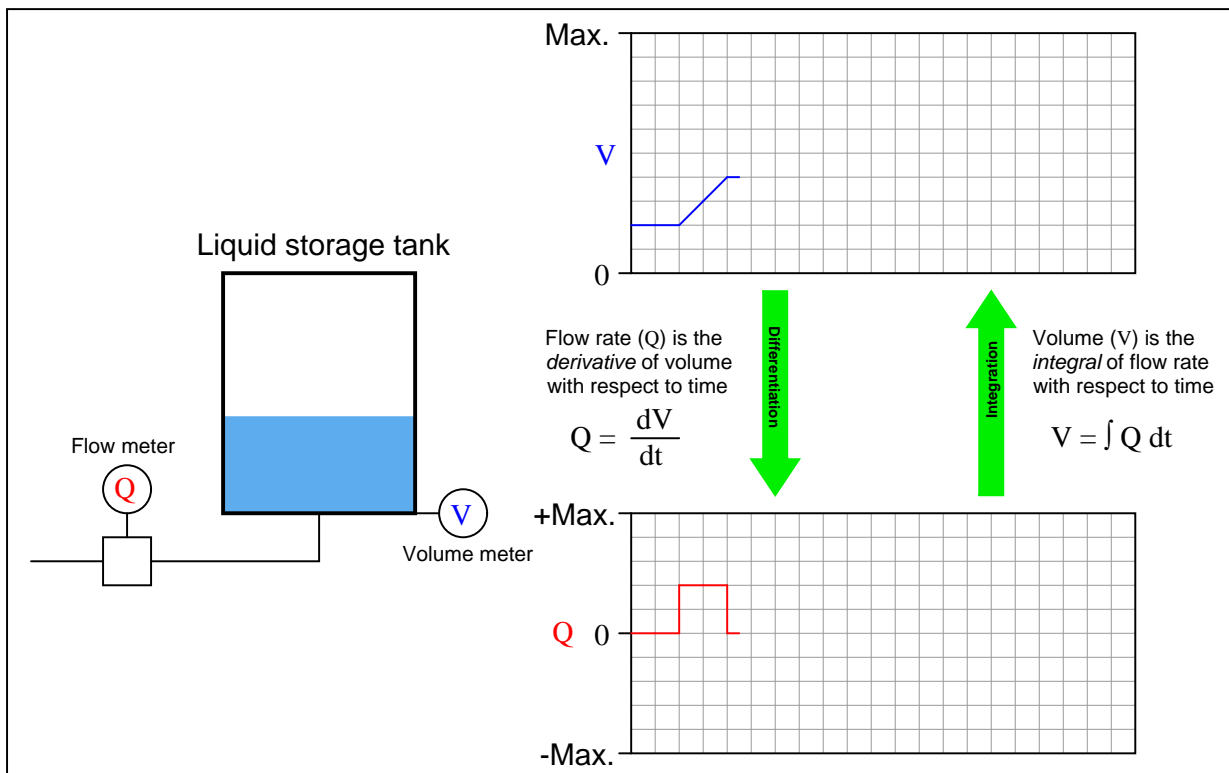 Max.
V
0
Liquid storage tank
Flow meter
Q
V
Volume meter
Flow rate (Q) is the
derivative of volume
with respect to time
Q = dV
dt
Differentiation
Integration
Volume (V) is the
integral of flow rate
with respect to time
V = ∫ Q dt
+Max.
Q 0
-Max.